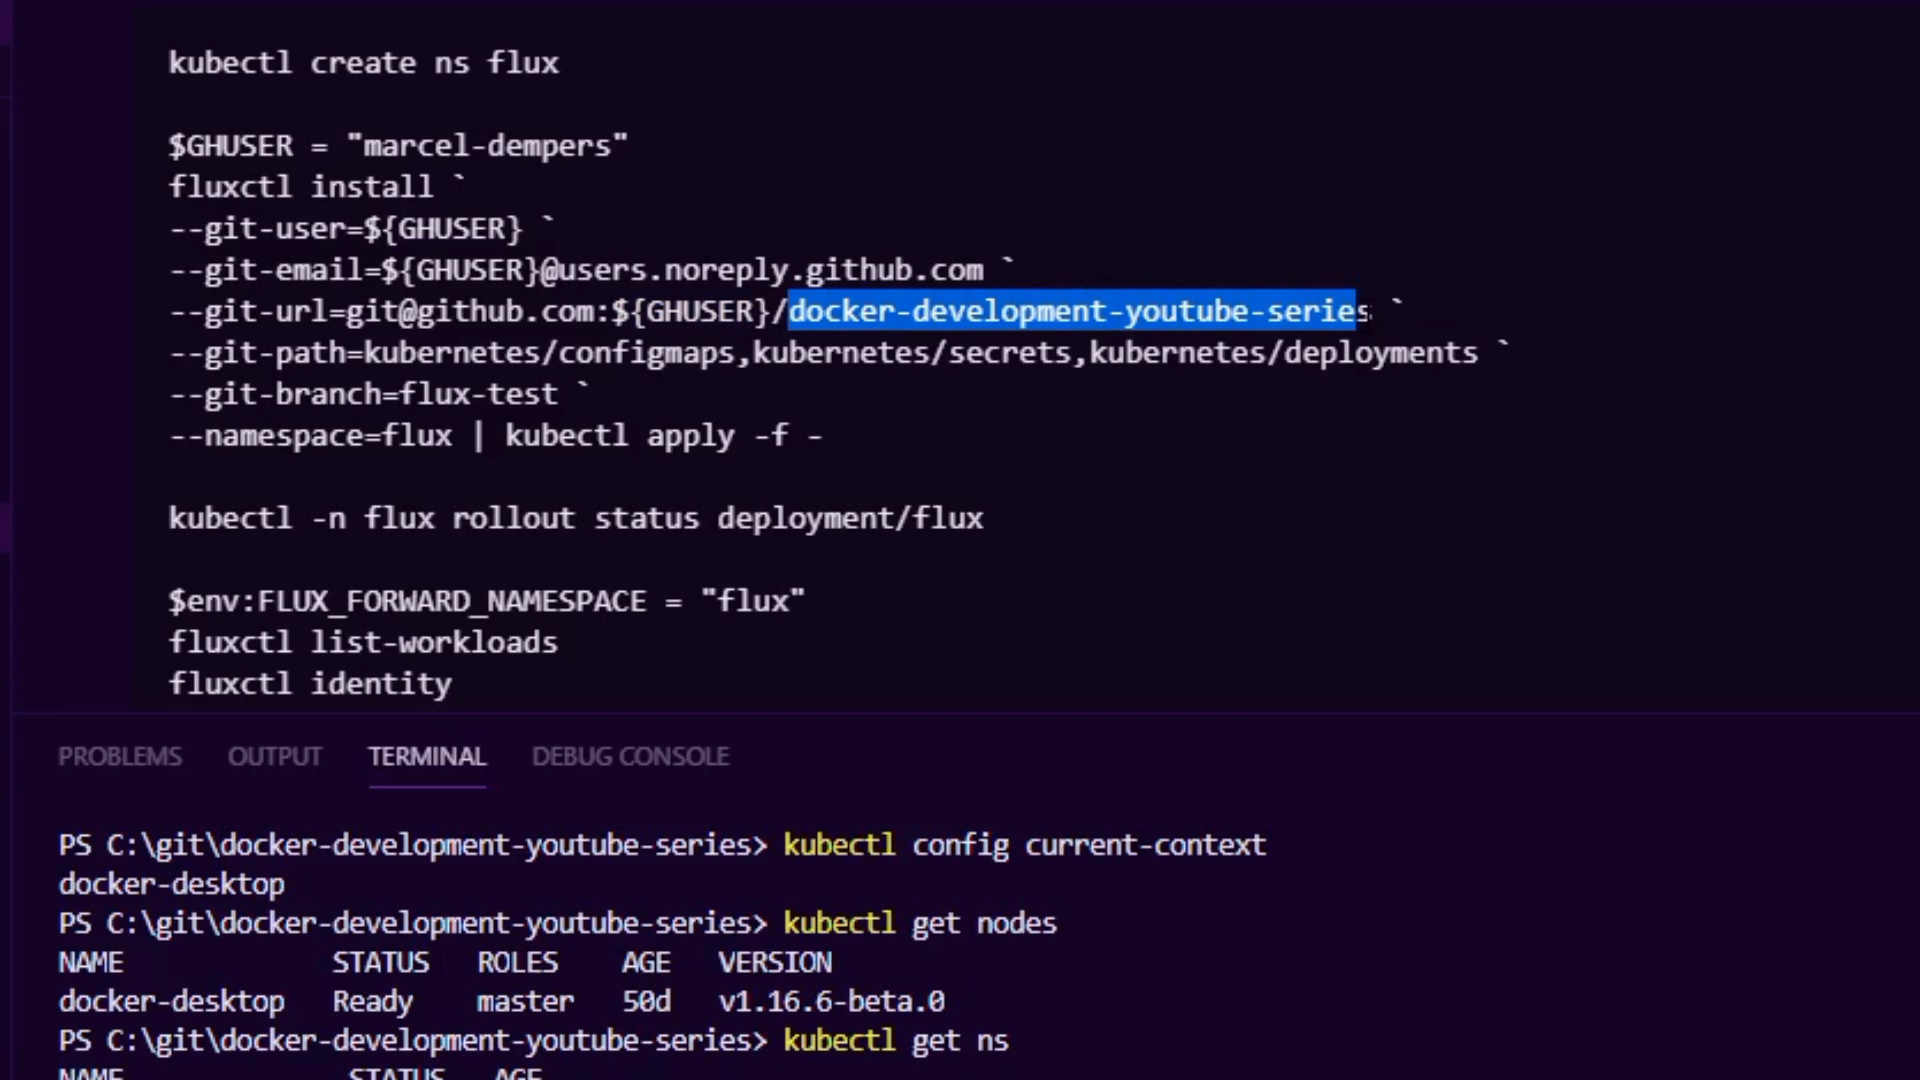 kubectl create ns flux
$GHUSER = "marcel-dempers"
fluxctl install `
--git-user=${GHUSER} `
--git-email=${GHUSER}@users.noreply.github.com `
--git-url=git@github.com:${GHUSER}/docker-development-youtube-series `
--git-path=kubernetes/configmaps,kubernetes/secrets,kubernetes/deployments `
--git-branch=flux-test `
--namespace=flux | kubectl apply -f -
kubectl -n flux rollout status deployment/flux
$env:FLUX_FORWARD_NAMESPACE = "flux"
fluxctl list-workloads
fluxctl identity
PROBLEMS OUTPUT TERMINAL DEBUG CONSOLE
PS C:\git\docker-development-youtube-series> kubectl config current-context
docker-desktop
PS C:\git\docker-development-youtube-series> kubectl get nodes
NAME STATUS ROLES AGE VERSION
docker-desktop Ready master 50d v1.16.6-beta.0
PS C:\git\docker-development-youtube-series> kubectl get ns
NAME STATUS AGE